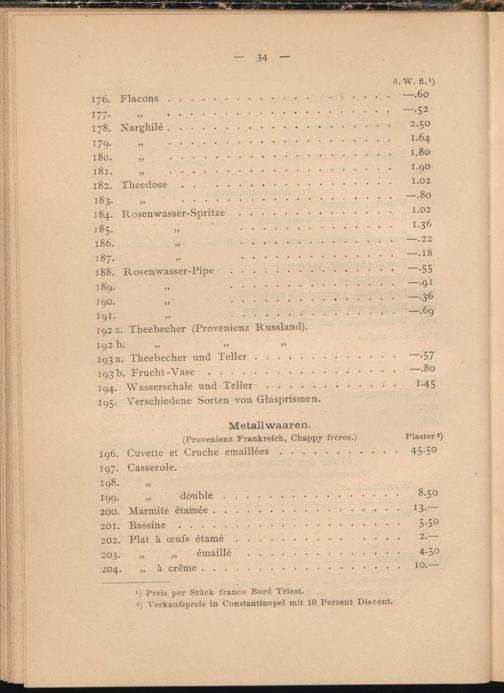 — 34 —
ö. W. fl.¹)
176. Flacons . . . . . . . . . . . . . . . . —.60
177. „ . . . . . . . . . . . . . . . . —.52
178. Narghilé . . . . . . . . . . . . . . . . 2.50
179. „ . . . . . . . . . . . . . . . . 1.64
180. „ . . . . . . . . . . . . . . . . 1.80
181. „ . . . . . . . . . . . . . . . . 1.90
182. Theedose . . . . . . . . . . . . . . . 1.02
183. „ . . . . . . . . . . . . . . . —.80
184. Rosenwasser-Spritze . . . . . . . . . . . 1.02
185. „ . . . . . . . . . . . 1.36
186. „ . . . . . . . . . . . —.22
187. „ . . . . . . . . . . . —.18
188. Rosenwasser-Pipe . . . . . . . . . . . . —.55
189. „ . . . . . . . . . . . . —.91
190. „ . . . . . . . . . . . . —.36
191. „ . . . . . . . . . . . . —.69
192 a. Theebecher (Provenienz Russland).
192 b. „ „ „
193 a. Theebecher und Teller . . . . . . . . . . —.57
193 b. Frucht-Vase . . . . . . . . . . . . . —.80
194. Wasserschale und Teller . . . . . . . . . 1.45
195. Verschiedene Sorten von Glasprismen.
Metallwaaren.
(Provenienz Frankreich, Chappy frères.) Piaster²)
196. Cuvette et Cruche emaillées . . . . . . . . 45.50
197. Casserole.
198. „
199. „ double . . . . . . . . . . . . 8.50
200. Marmite étamée . . . . . . . . . . . . . 13.—
201. Bassine . . . . . . . . . . . . . . . . 5.50
202. Plat à œufs étamé . . . . . . . . . . . 2.—
203. „ „ émaillé . . . . . . . . . . . 4.50
204. „ à crême . . . . . . . . . . . . . 10.—
¹) Preis per Stück franco Bord Triest.
²) Verkaufspreis in Constantinopel mit 10 Percent Discont.